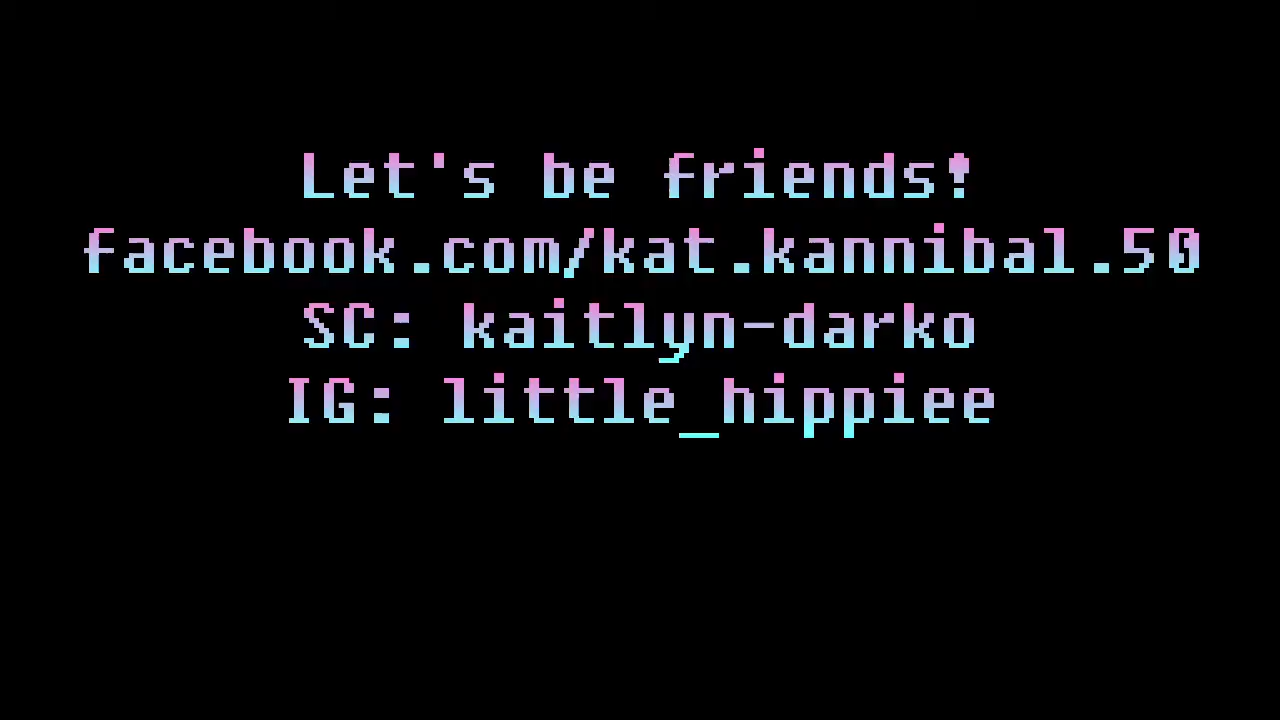 Let's be friends!
facebook.com/kat.kannibal.50
SC: kaitlyn-darko
IG: little_hippiee